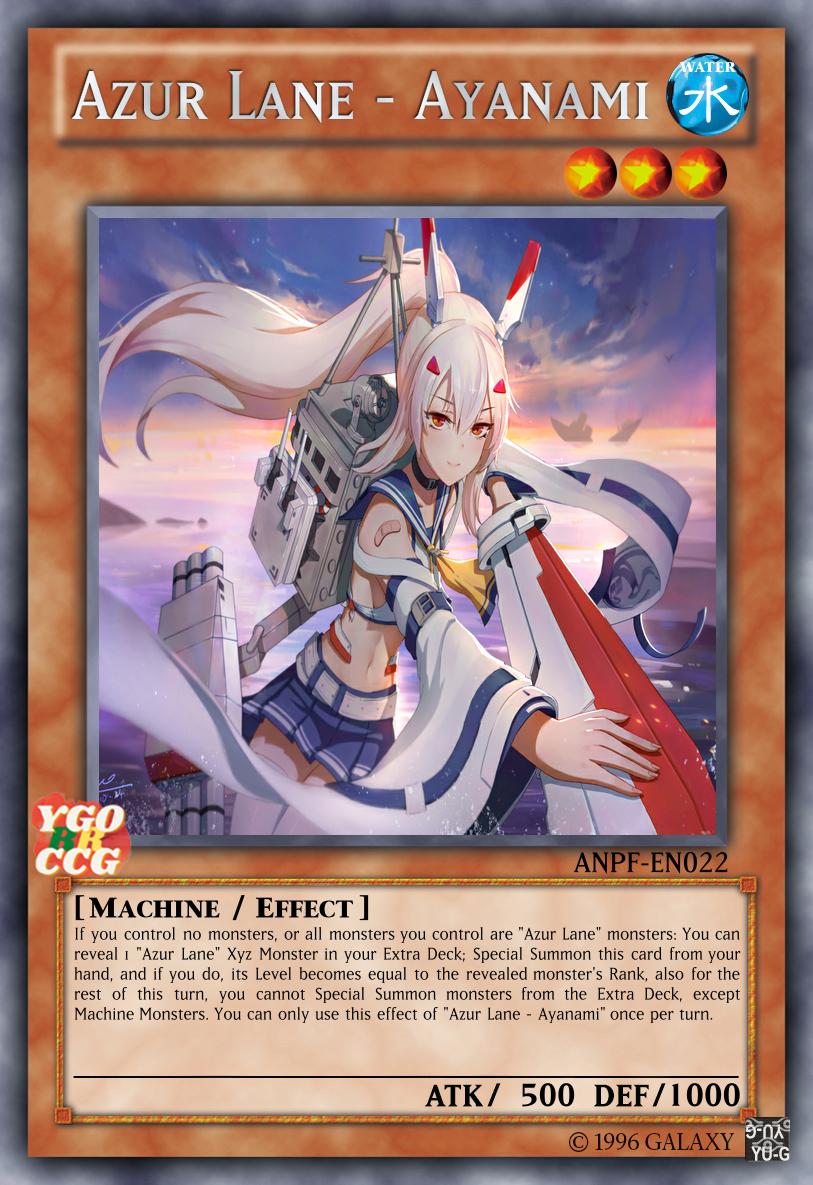 Azur Lane - Ayanami
WATER
水
YGO
RR
CCG
ANPF-EN022
[ Machine / Effect ]
If you control no monsters, or all monsters you control are "Azur Lane" monsters: You can
reveal 1 "Azur Lane" Xyz Monster in your Extra Deck; Special Summon this card from your
hand, and if you do, its Level becomes equal to the revealed monster's Rank, also for the
rest of this turn, you cannot Special Summon monsters from the Extra Deck, except
Machine Monsters. You can only use this effect of "Azur Lane - Ayanami" once per turn.
ATK/ 500 DEF/1000
© 1996 GALAXY
YU-G
YU-G